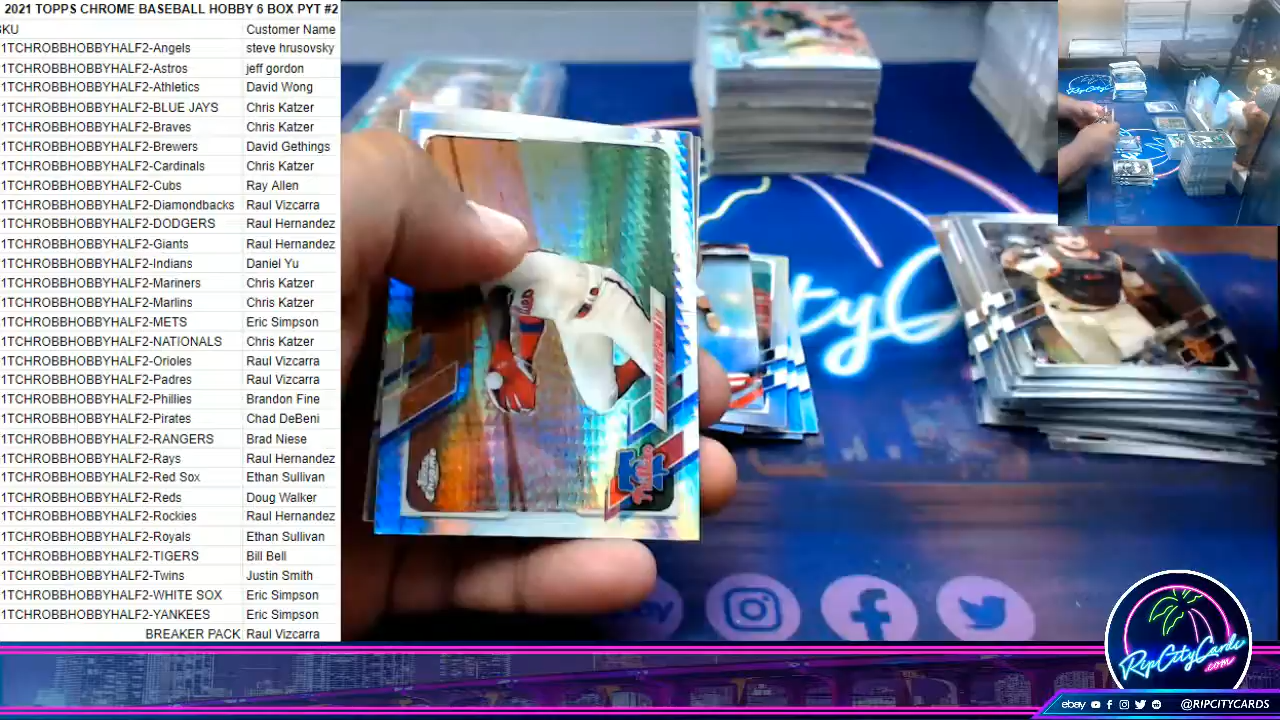 2021 TOPPS CHROME BASEBALL HOBBY 6 BOX PYT #2
SKU Customer Name
1TCHROBBHOBBYHALF2-Angels steve hrusovsky
1TCHROBBHOBBYHALF2-Astros jeff gordon
1TCHROBBHOBBYHALF2-Athletics David Wong
1TCHROBBHOBBYHALF2-BLUE JAYS Chris Katzer
1TCHROBBHOBBYHALF2-Braves Chris Katzer
1TCHROBBHOBBYHALF2-Brewers David Gethings
1TCHROBBHOBBYHALF2-Cardinals Chris Katzer
1TCHROBBHOBBYHALF2-Cubs Ray Allen
1TCHROBBHOBBYHALF2-Diamondbacks Raul Vizcarra
1TCHROBBHOBBYHALF2-DODGERS Raul Hernandez
1TCHROBBHOBBYHALF2-Giants Raul Hernandez
1TCHROBBHOBBYHALF2-Indians Daniel Yu
1TCHROBBHOBBYHALF2-Mariners Chris Katzer
1TCHROBBHOBBYHALF2-Marlins Chris Katzer
1TCHROBBHOBBYHALF2-METS Eric Simpson
1TCHROBBHOBBYHALF2-NATIONALS Chris Katzer
1TCHROBBHOBBYHALF2-Orioles Raul Vizcarra
1TCHROBBHOBBYHALF2-Padres Raul Vizcarra
1TCHROBBHOBBYHALF2-Phillies Brandon Fine
1TCHROBBHOBBYHALF2-Pirates Chad DeBeni
1TCHROBBHOBBYHALF2-RANGERS Brad Niese
1TCHROBBHOBBYHALF2-Rays Raul Hernandez
1TCHROBBHOBBYHALF2-Red Sox Ethan Sullivan
1TCHROBBHOBBYHALF2-Reds Doug Walker
1TCHROBBHOBBYHALF2-Rockies Raul Hernandez
1TCHROBBHOBBYHALF2-Royals Ethan Sullivan
1TCHROBBHOBBYHALF2-TIGERS Bill Bell
1TCHROBBHOBBYHALF2-Twins Justin Smith
1TCHROBBHOBBYHALF2-WHITE SOX Eric Simpson
1TCHROBBHOBBYHALF2-YANKEES Eric Simpson
BREAKER PACK Raul Vizcarra
Chrome
Phillies
ty C
RipCityCards
.com
ebay @RIPCITYCARDS